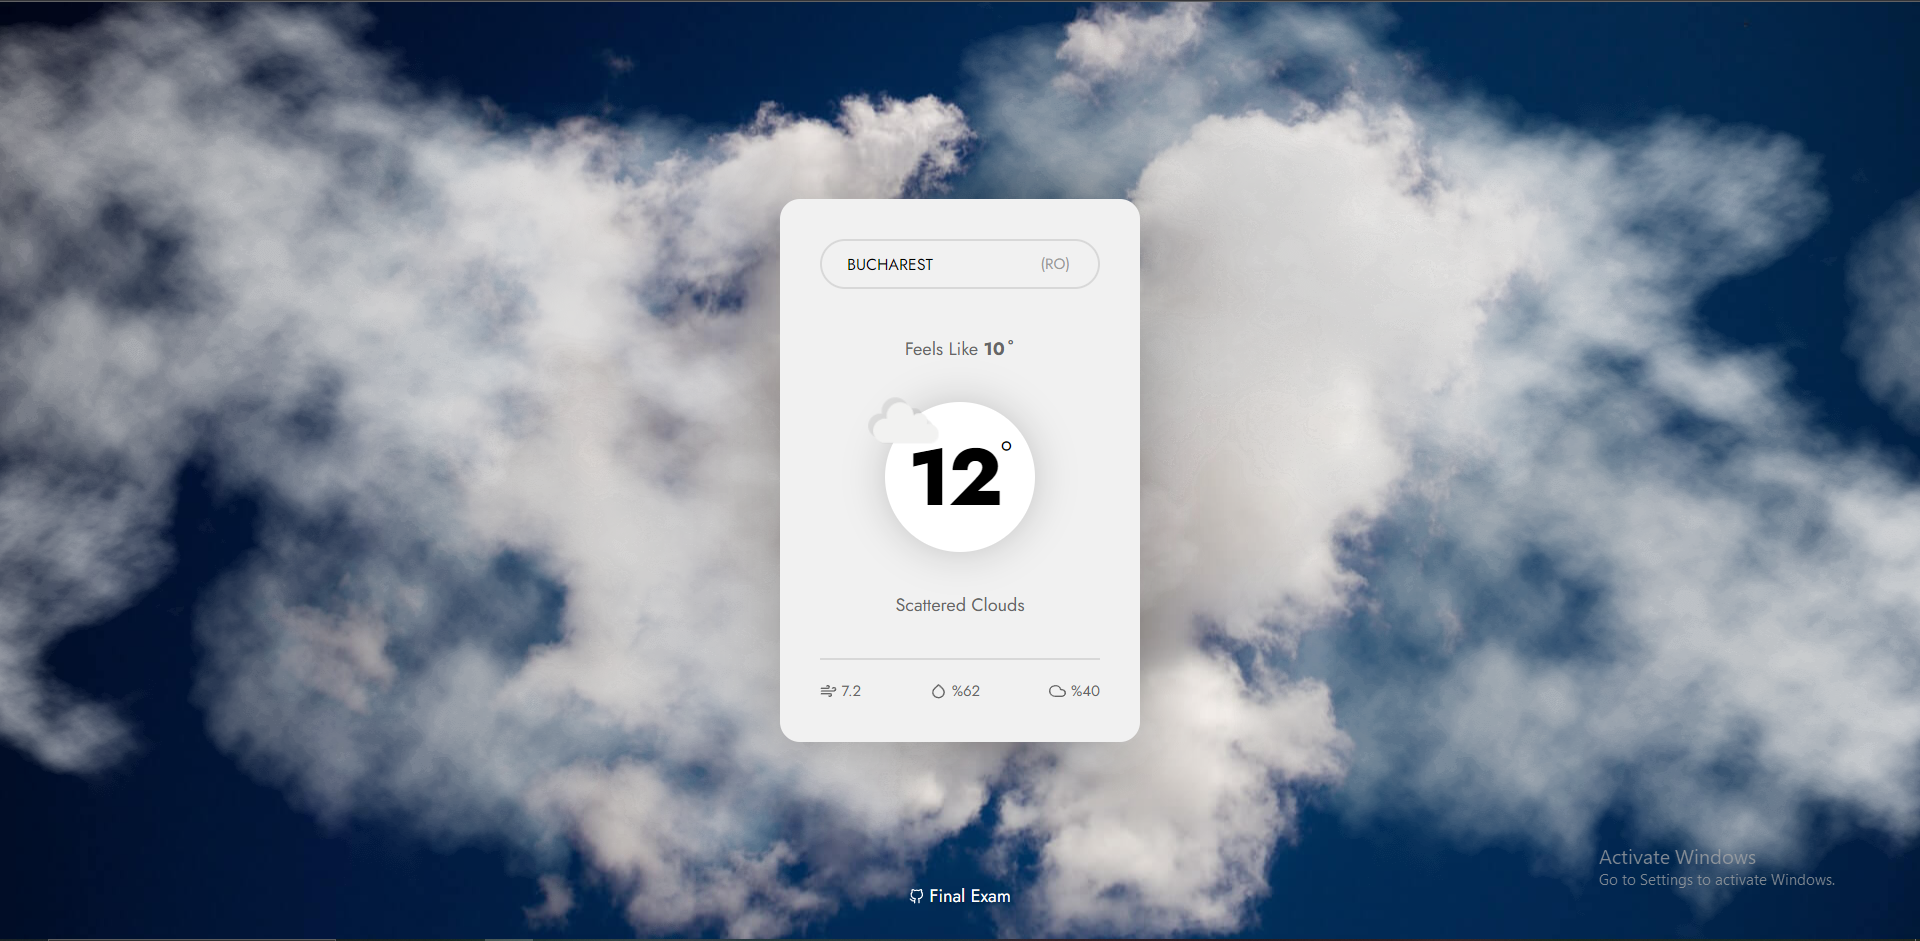 BUCHAREST (RO)
Feels Like 10°
12°
Scattered Clouds
7.2 %62 %40
Final Exam
Activate Windows
Go to Settings to activate Windows.